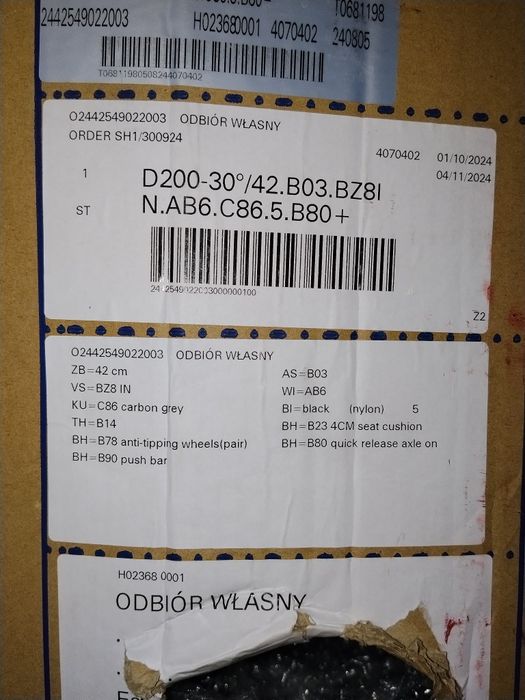 T0681198
2442549022003 H02368 0001 4070402 240805
T06811980508244070402
O2442549022003 ODBIÓR WŁASNY
ORDER SH1/300924
4070402 01/10/2024
04/11/2024
1 D200-30°/42.B03.BZ8I
ST N.AB6.C86.5.B80+
2442549022003000000100
Z2
O2442549022003 ODBIÓR WŁASNY
ZB=42 cm AS=B03
VS=BZ8 IN WI=AB6
KU=C86 carbon grey BI=black (nylon) 5
TH=B14 BH=B23 4CM seat cushion
BH=B78 anti-tipping wheels(pair) BH=B80 quick release axle on
BH=B90 push bar
H02368 0001
ODBIÓR WŁASNY